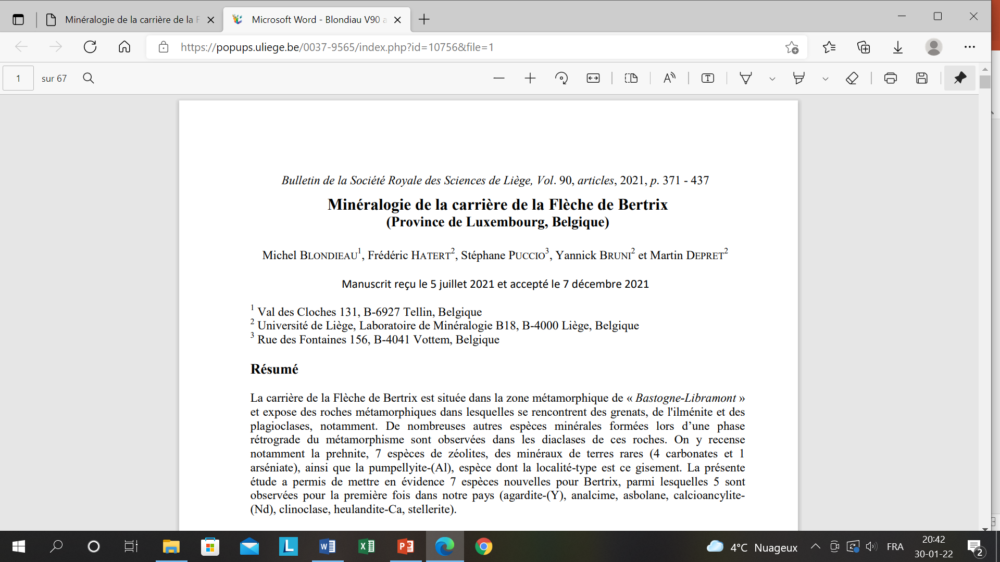 Minéralogie de la carrière de la F
Microsoft Word - Blondiau V90 a
https://popups.uliege.be/0037-9565/index.php?id=10756&file=1
1 sur 67
Bulletin de la Société Royale des Sciences de Liège, Vol. 90, articles, 2021, p. 371 - 437
Minéralogie de la carrière de la Flèche de Bertrix
(Province de Luxembourg, Belgique)
Michel BLONDIEAU1, Frédéric HATERT2, Stéphane PUCCIO3, Yannick BRUNI2 et Martin DEPRET2
Manuscrit reçu le 5 juillet 2021 et accepté le 7 décembre 2021
1 Val des Cloches 131, B-6927 Tellin, Belgique
2 Université de Liège, Laboratoire de Minéralogie B18, B-4000 Liège, Belgique
3 Rue des Fontaines 156, B-4041 Vottem, Belgique
Résumé
La carrière de la Flèche de Bertrix est située dans la zone métamorphique de « Bastogne-Libramont »
et expose des roches métamorphiques dans lesquelles se rencontrent des grenats, de l'ilménite et des
plagioclases, notamment. De nombreuses autres espèces minérales formées lors d’une phase
rétrograde du métamorphisme sont observées dans les diaclases de ces roches. On y recense
notamment la prehnite, 7 espèces de zéolites, des minéraux de terres rares (4 carbonates et 1
arséniate), ainsi que la pumpellyite-(Al), espèce dont la localité-type est ce gisement. La présente
étude a permis de mettre en évidence 7 espèces nouvelles pour Bertrix, parmi lesquelles 5 sont
observées pour la première fois dans notre pays (agardite-(Y), analcime, asbolane, calcioancylite-
(Nd), clinoclase, heulandite-Ca, stellerite).
4°C Nuageux
FRA
20:42
30-01-22
2